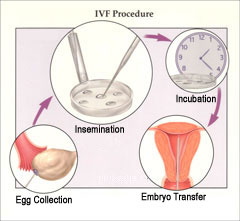 IVF Procedure
Incubation
Insemination
Egg Collection
Embryo Transfer